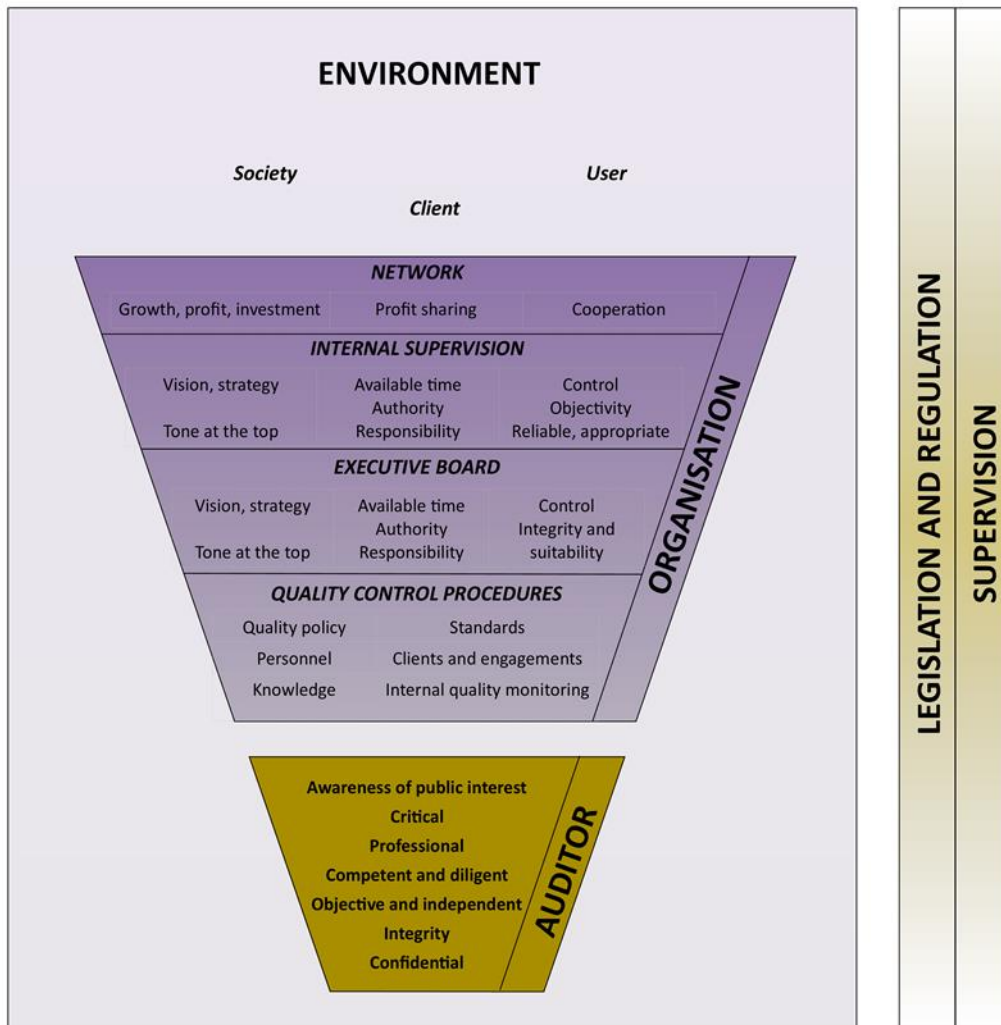 ENVIRONMENT
Society
User
Client
NETWORK
Growth, profit, investment
Profit sharing
Cooperation
INTERNAL SUPERVISION
Vision, strategy
Tone at the top
Available time
Authority
Responsibility
Control
Objectivity
Reliable, appropriate
EXECUTIVE BOARD
Vision, strategy
Tone at the top
Available time
Authority
Responsibility
Control
Integrity and
suitability
QUALITY CONTROL PROCEDURES
Quality policy
Standards
Personnel
Clients and engagements
Knowledge
Internal quality monitoring
ORGANISATION
Awareness of public interest
Critical
Professional
Competent and diligent
Objective and independent
Integrity
Confidential
AUDITOR
LEGISLATION AND REGULATION
SUPERVISION